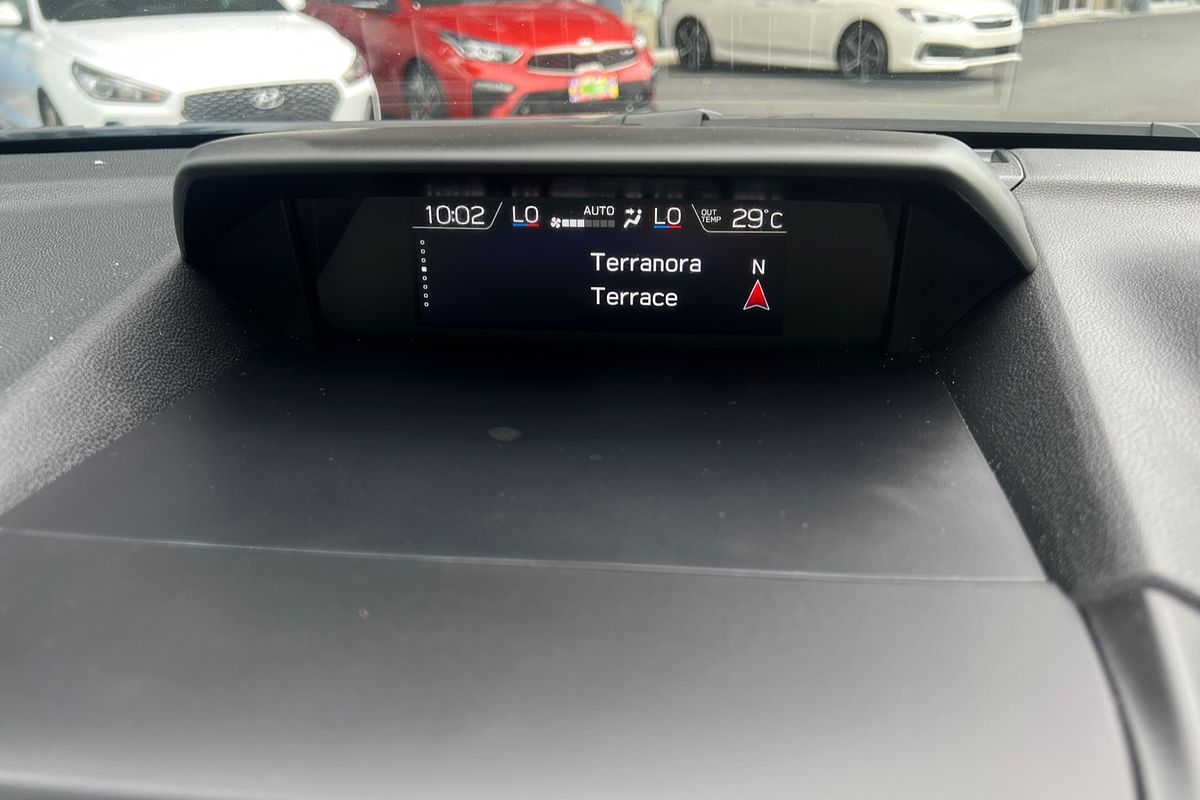 10:02 LO AUTO LO OUT TEMP 29°C
Terranora
N
Terrace